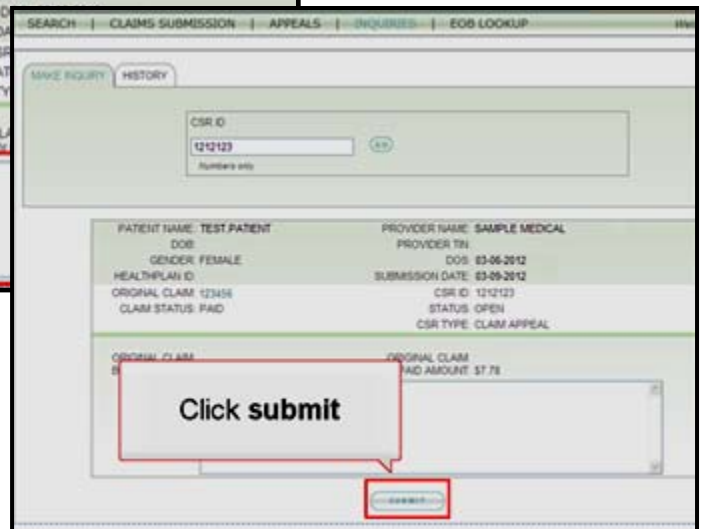 SEARCH | CLAIMS SUBMISSION | APPEALS | INQUIRIES | EOB LOOKUP
MAKE INQUIRY HISTORY
CSR ID
1212123
Numbers only
PATIENT NAME: TEST.PATIENT PROVIDER NAME: SAMPLE MEDICAL
DOB: PROVIDER TIN:
GENDER: FEMALE DOS: 03-06-2012
HEALTHPLAN ID: SUBMISSION DATE: 03-09-2012
ORIGINAL CLAIM: 123456 CSR ID: 1212123
CLAIM STATUS: PAID STATUS: OPEN
CSR TYPE: CLAIM APPEAL
ORIGINAL CLAIM ORIGINAL CLAIM
PAID AMOUNT: $7.78
Click submit
SUBMIT